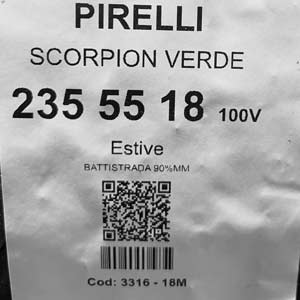 PIRELLI
SCORPION VERDE
235 55 18 100V
Estive
BATTISTRADA 90%MM
Cod: 3316 - 18M